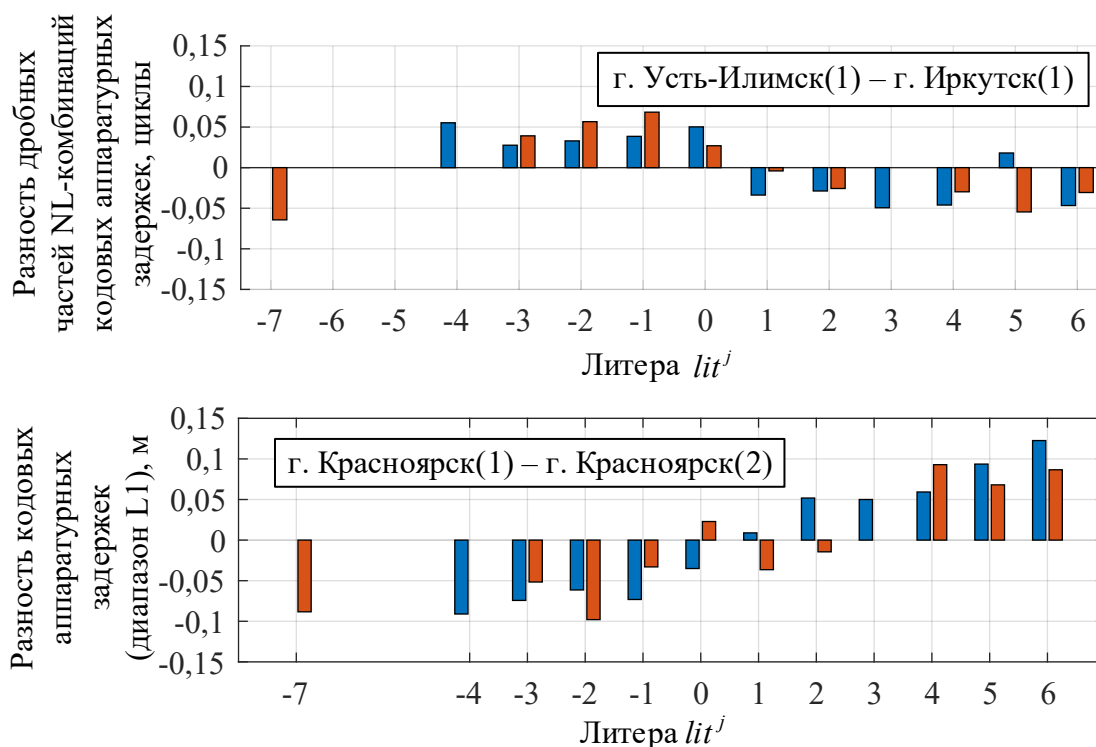 Разность дробных
частей NL-комбинаций
кодовых аппаратурных
задержек, циклы
0,15
0,1
0,05
0
-0,05
-0,1
-0,15
г. Усть-Илимск(1) – г. Иркутск(1)
-7 -6 -5 -4 -3 -2 -1 0 1 2 3 4 5 6
Литера lit^j
Разность кодовых
аппаратурных
задержек
(диапазон L1), м
0,15
0,1
0,05
0
-0,05
-0,1
-0,15
г. Красноярск(1) – г. Красноярск(2)
-7 -4 -3 -2 -1 0 1 2 3 4 5 6
Литера lit^j